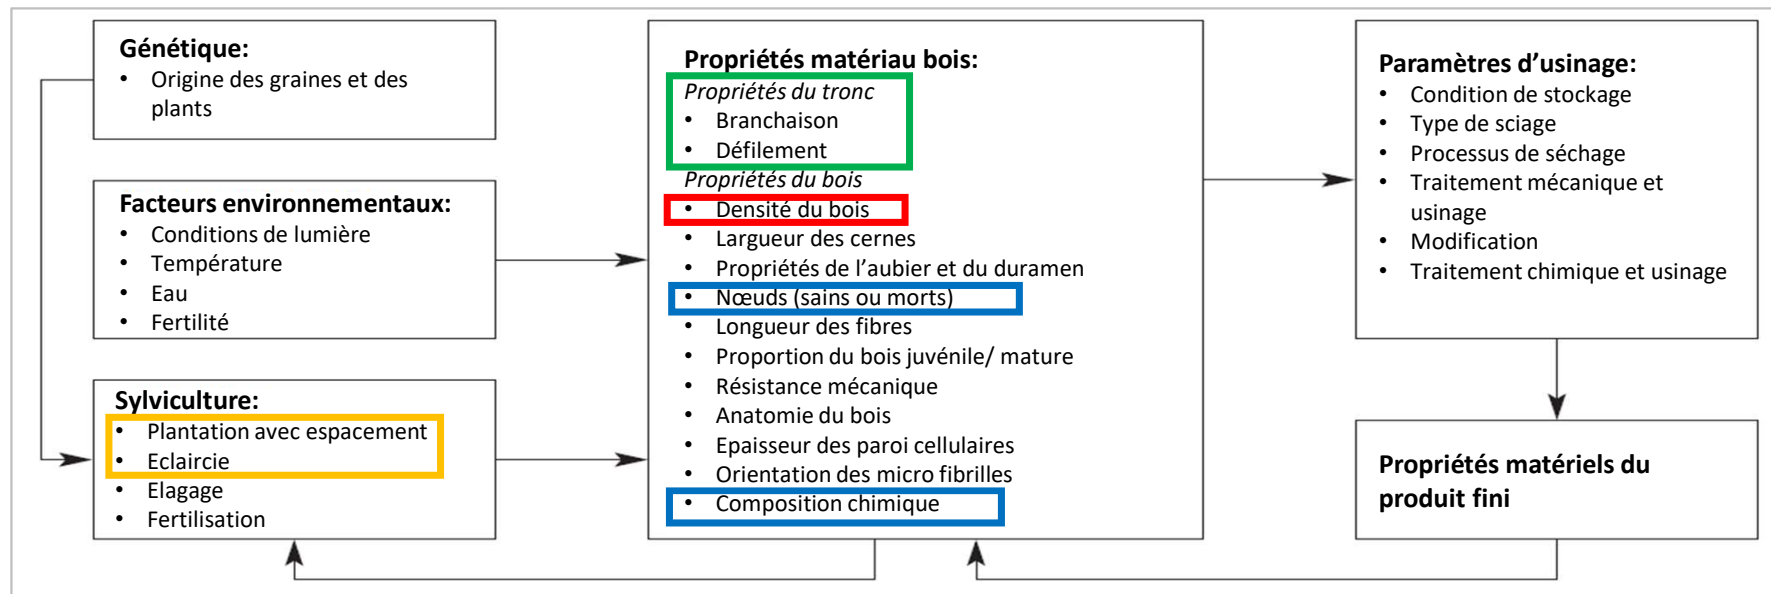 Génétique:
• Origine des graines et des
plants
Facteurs environnementaux:
• Conditions de lumière
• Température
• Eau
• Fertilité
Sylviculture:
• Plantation avec espacement
• Eclaircie
• Elagage
• Fertilisation
Propriétés matériau bois:
Propriétés du tronc
• Branchaison
• Défilement
Propriétés du bois
• Densité du bois
• Largueur des cernes
• Propriétés de l'aubier et du duramen
• Nœuds (sains ou morts)
• Longueur des fibres
• Proportion du bois juvénile/ mature
• Résistance mécanique
• Anatomie du bois
• Epaisseur des paroi cellulaires
• Orientation des micro fibrilles
• Composition chimique
Paramètres d'usinage:
• Condition de stockage
• Type de sciage
• Processus de séchage
• Traitement mécanique et
usinage
• Modification
• Traitement chimique et usinage
Propriétés matériels du
produit fini